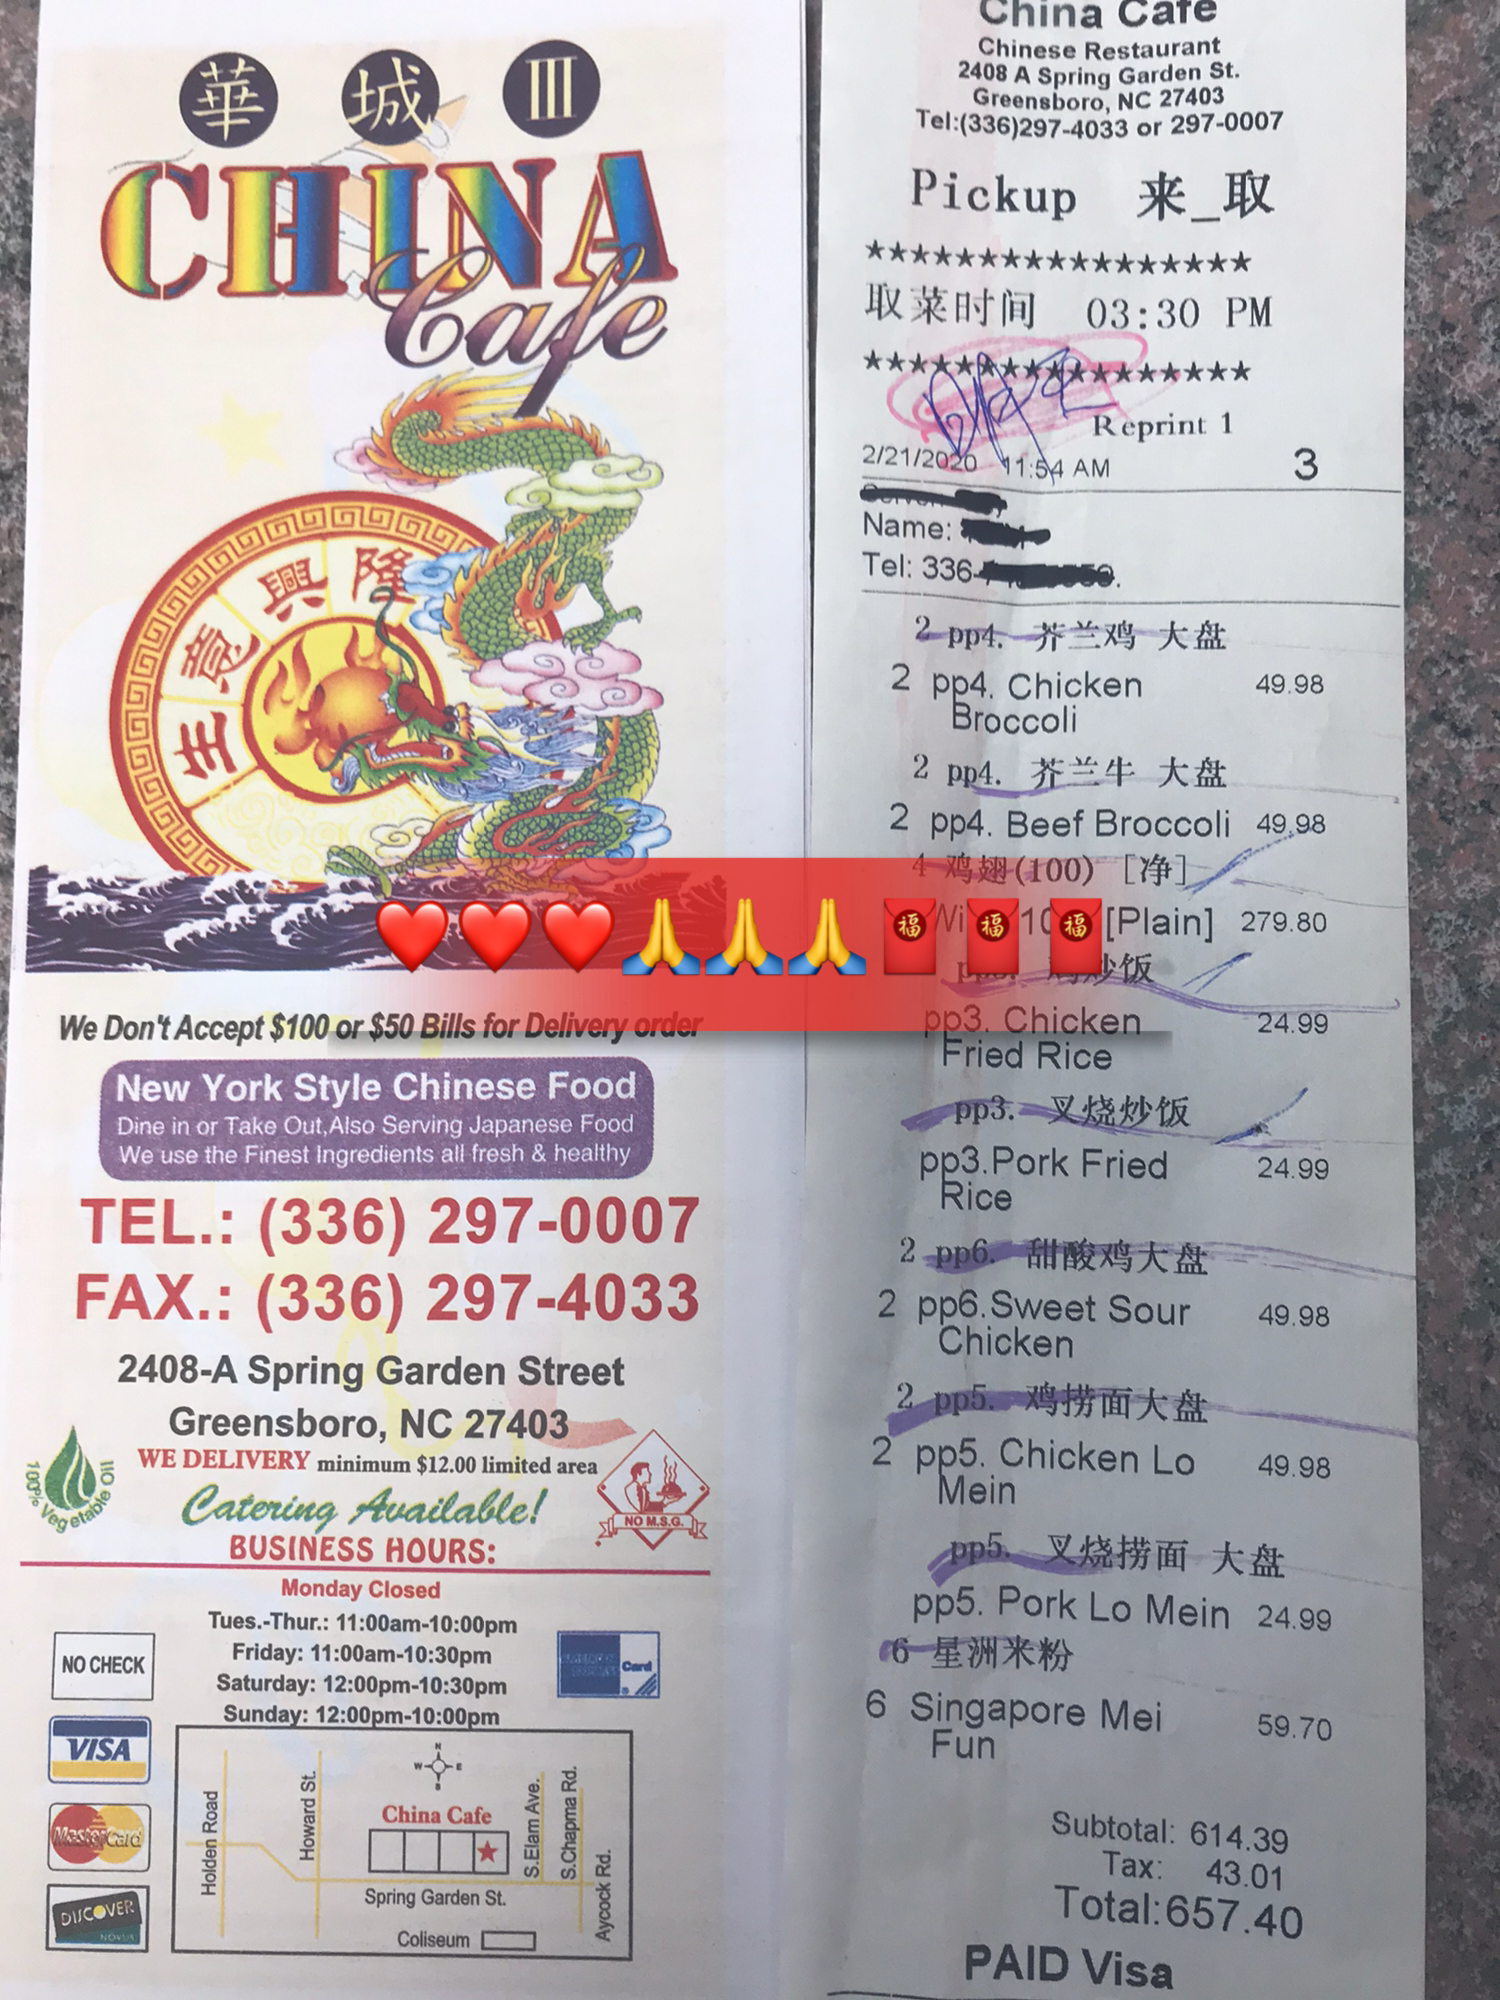 華 城 III
CHINA
Cafe
生意興隆
We Don't Accept $100 or $50 Bills for Delivery order
New York Style Chinese Food
Dine in or Take Out,Also Serving Japanese Food
We use the Finest Ingredients all fresh & healthy
TEL.: (336) 297-0007
FAX.: (336) 297-4033
2408-A Spring Garden Street
Greensboro, NC 27403
WE DELIVERY minimum $12.00 limited area
100% Vegetable Oil
Catering Available!
NO M.S.G.
BUSINESS HOURS:
Monday Closed
Tues.-Thur.: 11:00am-10:00pm
Friday: 11:00am-10:30pm
Saturday: 12:00pm-10:30pm
Sunday: 12:00pm-10:00pm
NO CHECK
Card
VISA
MasterCard
DISCOVER
NOVUS
N
W E
S
China Cafe
Holden Road
Howard St.
S.Elam Ave.
S.Chapma Rd.
Aycock Rd.
Spring Garden St.
Coliseum
China Cafe
Chinese Restaurant
2408 A Spring Garden St.
Greensboro, NC 27403
Tel:(336)297-4033 or 297-0007
Pickup 来_取
★★★★★★★★★★★★★★★★★
取菜时间 03:30 PM
★★★★★★★★★★★★★★★★★
Reprint 1
2/21/2020 11:54 AM 3
Name:
Tel: 336-
2 pp4. 芥兰鸡 大盘
2 pp4. Chicken 49.98
Broccoli
2 pp4. 芥兰牛 大盘
2 pp4. Beef Broccoli 49.98
4 鸡翅(100) [净]
[Plain] 279.80
炒饭
福 福 福
pp3. Chicken 24.99
Fried Rice
pp3. 叉烧炒饭
pp3.Pork Fried 24.99
Rice
2 pp6. 甜酸鸡大盘
2 pp6.Sweet Sour 49.98
Chicken
2 pp5. 鸡捞面大盘
2 pp5. Chicken Lo 49.98
Mein
pp5. 叉烧捞面 大盘
pp5. Pork Lo Mein 24.99
6 星洲米粉
6 Singapore Mei 59.70
Fun
Subtotal: 614.39
Tax: 43.01
Total:657.40
PAID Visa